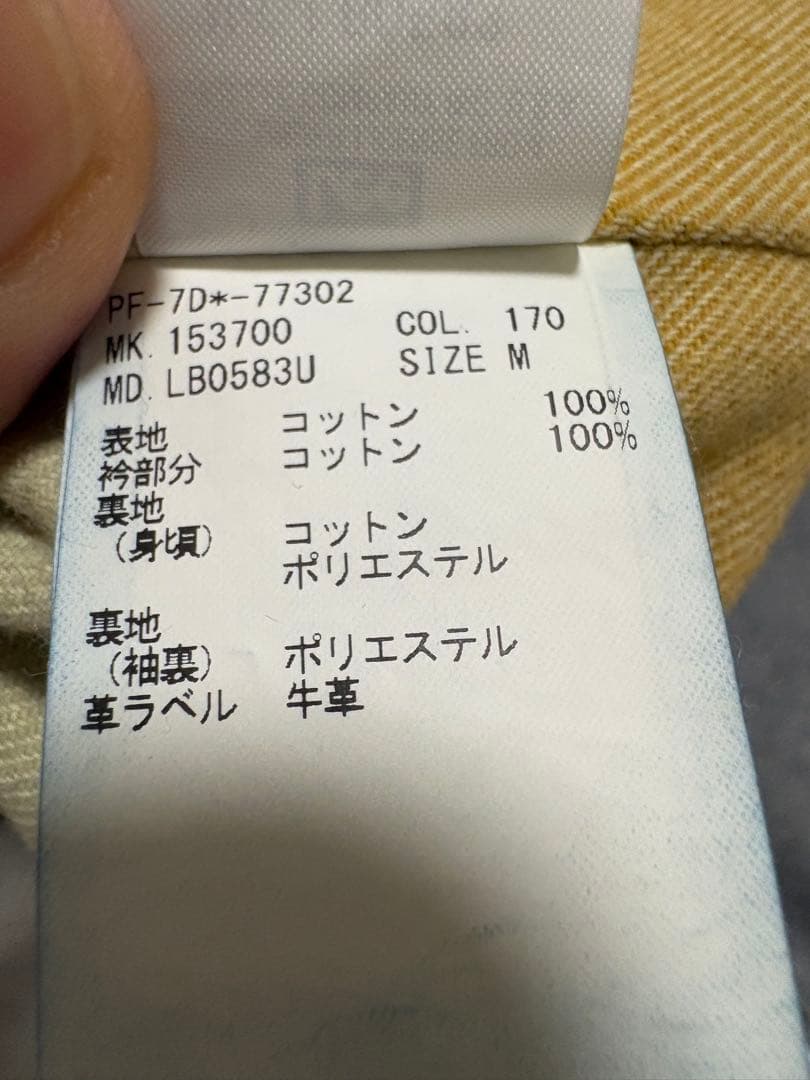 PF-7D*-77302
MK. 153700 COL. 170
MD. LB0583U SIZE M
表地 コットン 100%
衿部分 コットン 100%
裏地
(身頃) コットン
ポリエステル
裏地
(袖裏) ポリエステル
革ラベル 牛革